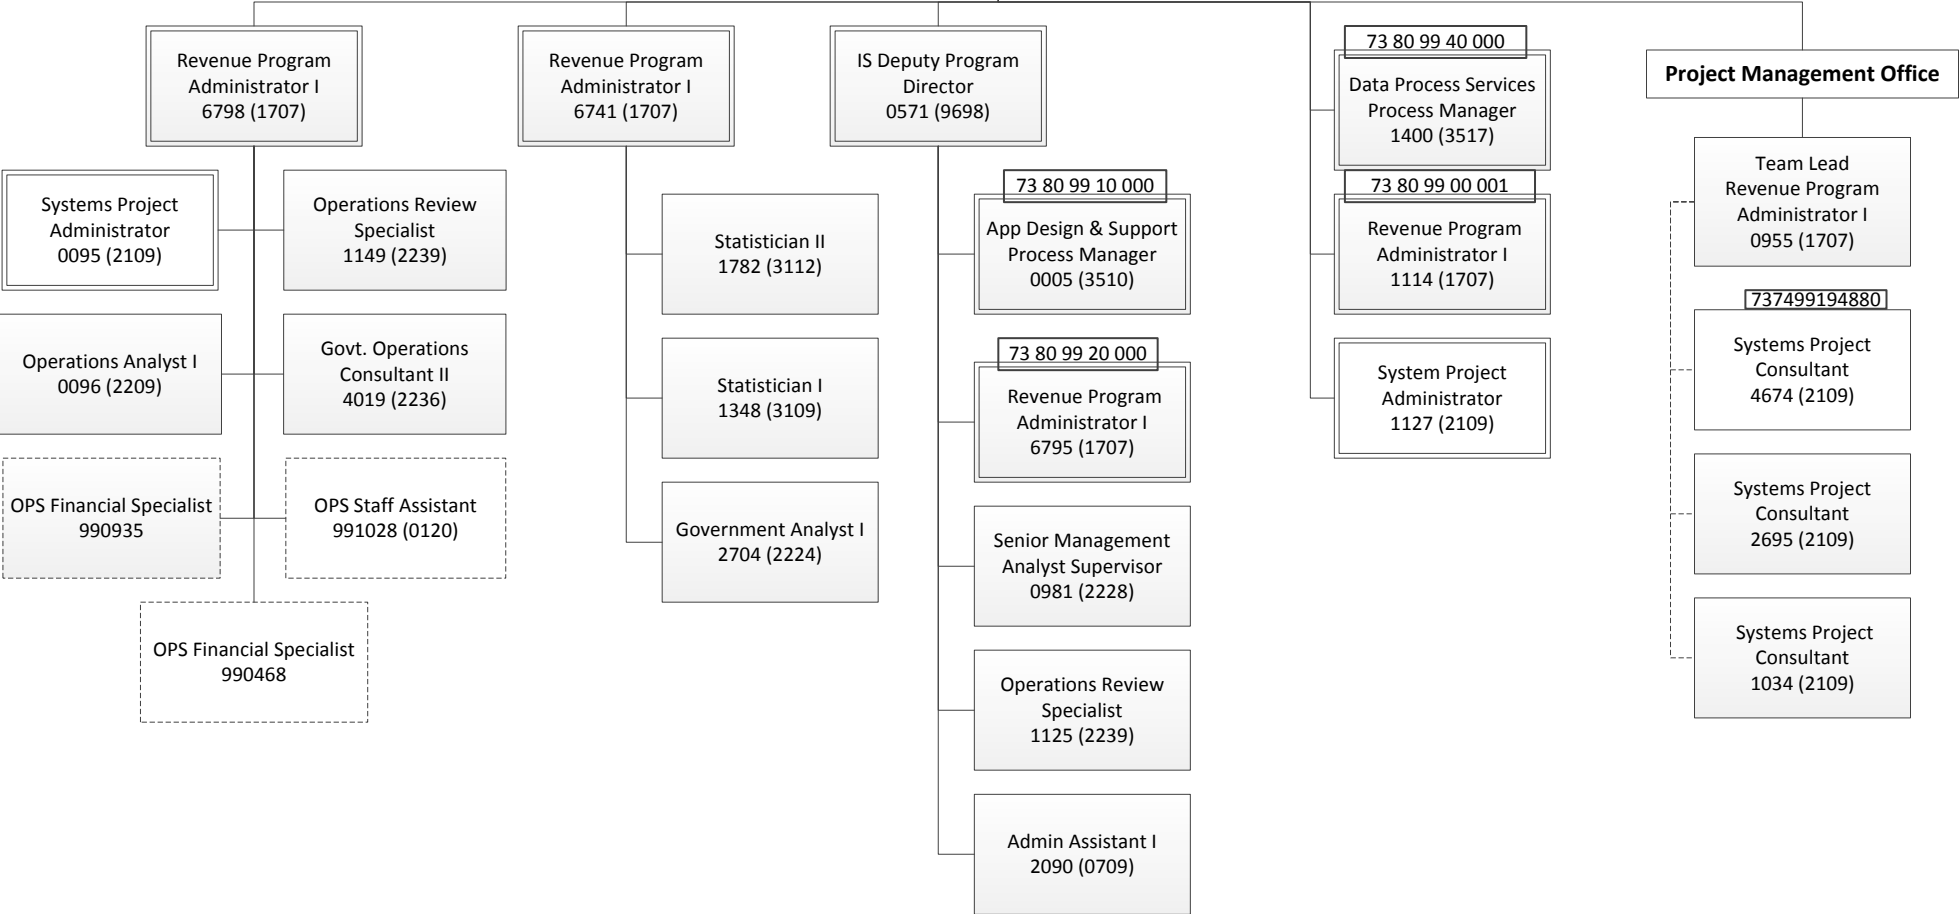 Revenue Program
Administrator I
6798 (1707)
Systems Project
Administrator
0095 (2109)
Operations Review
Specialist
1149 (2239)
Operations Analyst I
0096 (2209)
Govt. Operations
Consultant II
4019 (2236)
OPS Financial Specialist
990935
OPS Staff Assistant
991028 (0120)
OPS Financial Specialist
990468
Revenue Program
Administrator I
6741 (1707)
Statistician II
1782 (3112)
Statistician I
1348 (3109)
Government Analyst I
2704 (2224)
IS Deputy Program
Director
0571 (9698)
73 80 99 10 000
App Design & Support
Process Manager
0005 (3510)
73 80 99 20 000
Revenue Program
Administrator I
6795 (1707)
Senior Management
Analyst Supervisor
0981 (2228)
Operations Review
Specialist
1125 (2239)
Admin Assistant I
2090 (0709)
73 80 99 40 000
Data Process Services
Process Manager
1400 (3517)
73 80 99 00 001
Revenue Program
Administrator I
1114 (1707)
System Project
Administrator
1127 (2109)
Project Management Office
Team Lead
Revenue Program
Administrator I
0955 (1707)
737499194880
Systems Project
Consultant
4674 (2109)
Systems Project
Consultant
2695 (2109)
Systems Project
Consultant
1034 (2109)